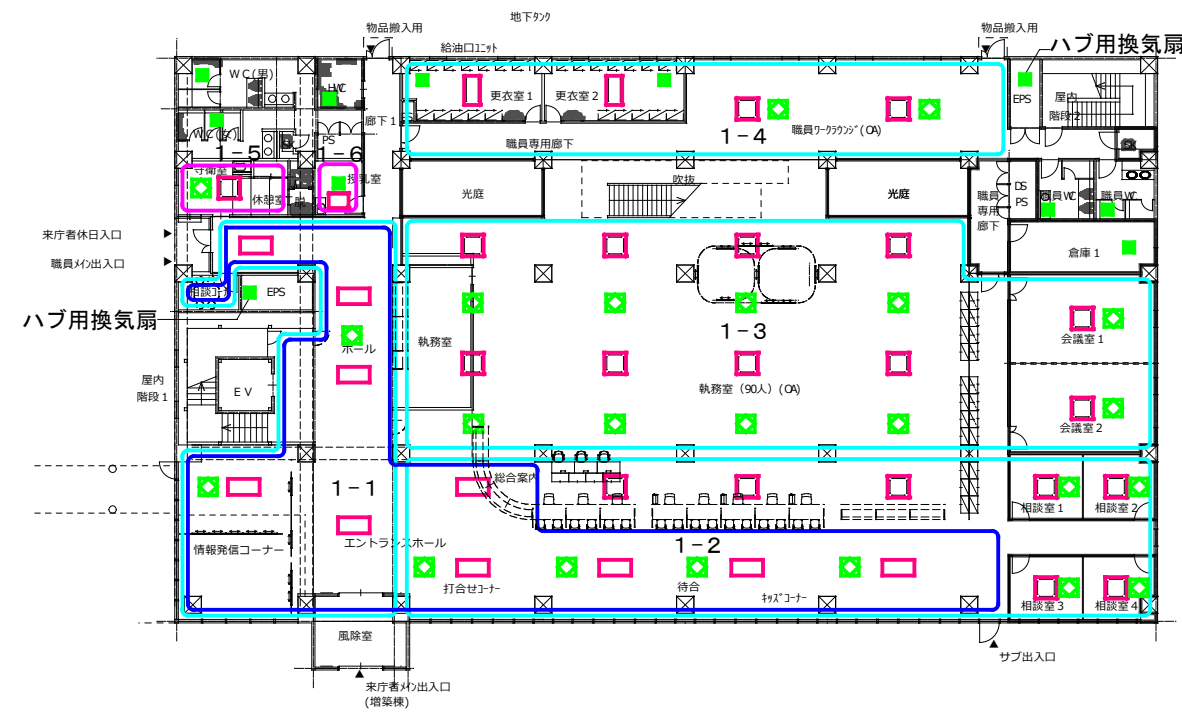 地下タンク
物品搬入用
物品搬入用
給油口ユニット
ハブ用換気扇
WC(男)
HWC
更衣室1
更衣室2
EPS
屋内
階段2
廊下1
職員ワークラウンジ(OA)
1-4
PS
職員専用廊下
1-5
1-6
守衛室
授乳室
吹抜
休憩室
光庭
光庭
職員
専用
廊下
DS
PS
職員WC
職員WC
来庁者休日入口
倉庫1
職員メイン出入口
相談コーナー
EPS
ハブ用換気扇
1-3
ホール
執務室
会議室1
屋内
階段1
EV
執務室 (90人) (OA)
会議室2
総合案内
1-1
相談室1
相談室2
エントランスホール
情報発信コーナー
1-2
打合せコーナー
待合
キッズコーナー
相談室3
相談室4
風除室
サブ出入口
来庁者メイン出入口
(増築棟)